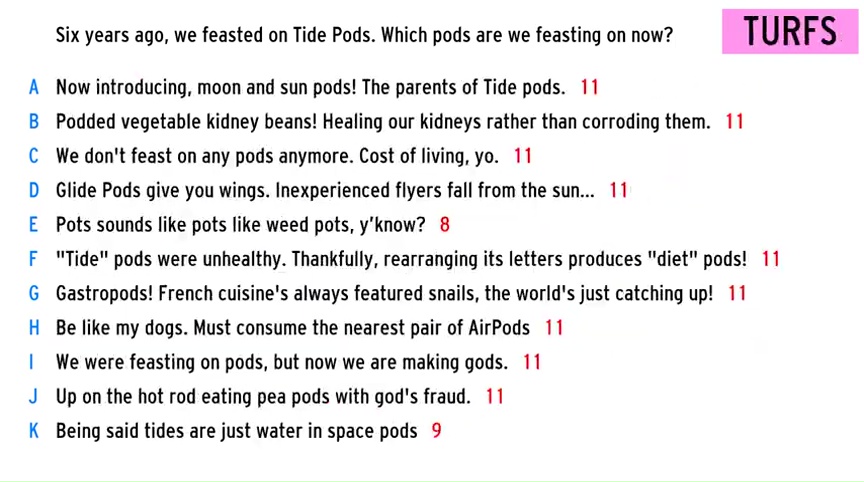 Six years ago, we feasted on Tide Pods. Which pods are we feasting on now?
TURFS
A Now introducing, moon and sun pods! The parents of Tide pods. 11
B Podded vegetable kidney beans! Healing our kidneys rather than corroding them. 11
C We don't feast on any pods anymore. Cost of living, yo. 11
D Glide Pods give you wings. Inexperienced flyers fall from the sun... 11
E Pots sounds like pots like weed pots, y'know? 8
F "Tide" pods were unhealthy. Thankfully, rearranging its letters produces "diet" pods! 11
G Gastropods! French cuisine's always featured snails, the world's just catching up! 11
H Be like my dogs. Must consume the nearest pair of AirPods 11
I We were feasting on pods, but now we are making gods. 11
J Up on the hot rod eating pea pods with god's fraud. 11
K Being said tides are just water in space pods 9